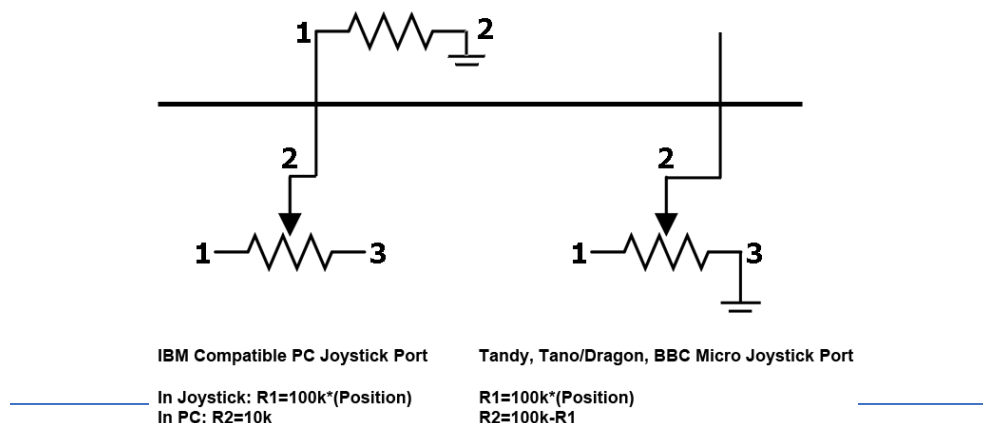 1 2
2 2
1 3 1 3
IBM Compatible PC Joystick Port Tandy, Tano/Dragon, BBC Micro Joystick Port
In Joystick: R1=100k*(Position) R1=100k*(Position)
In PC: R2=10k R2=100k-R1